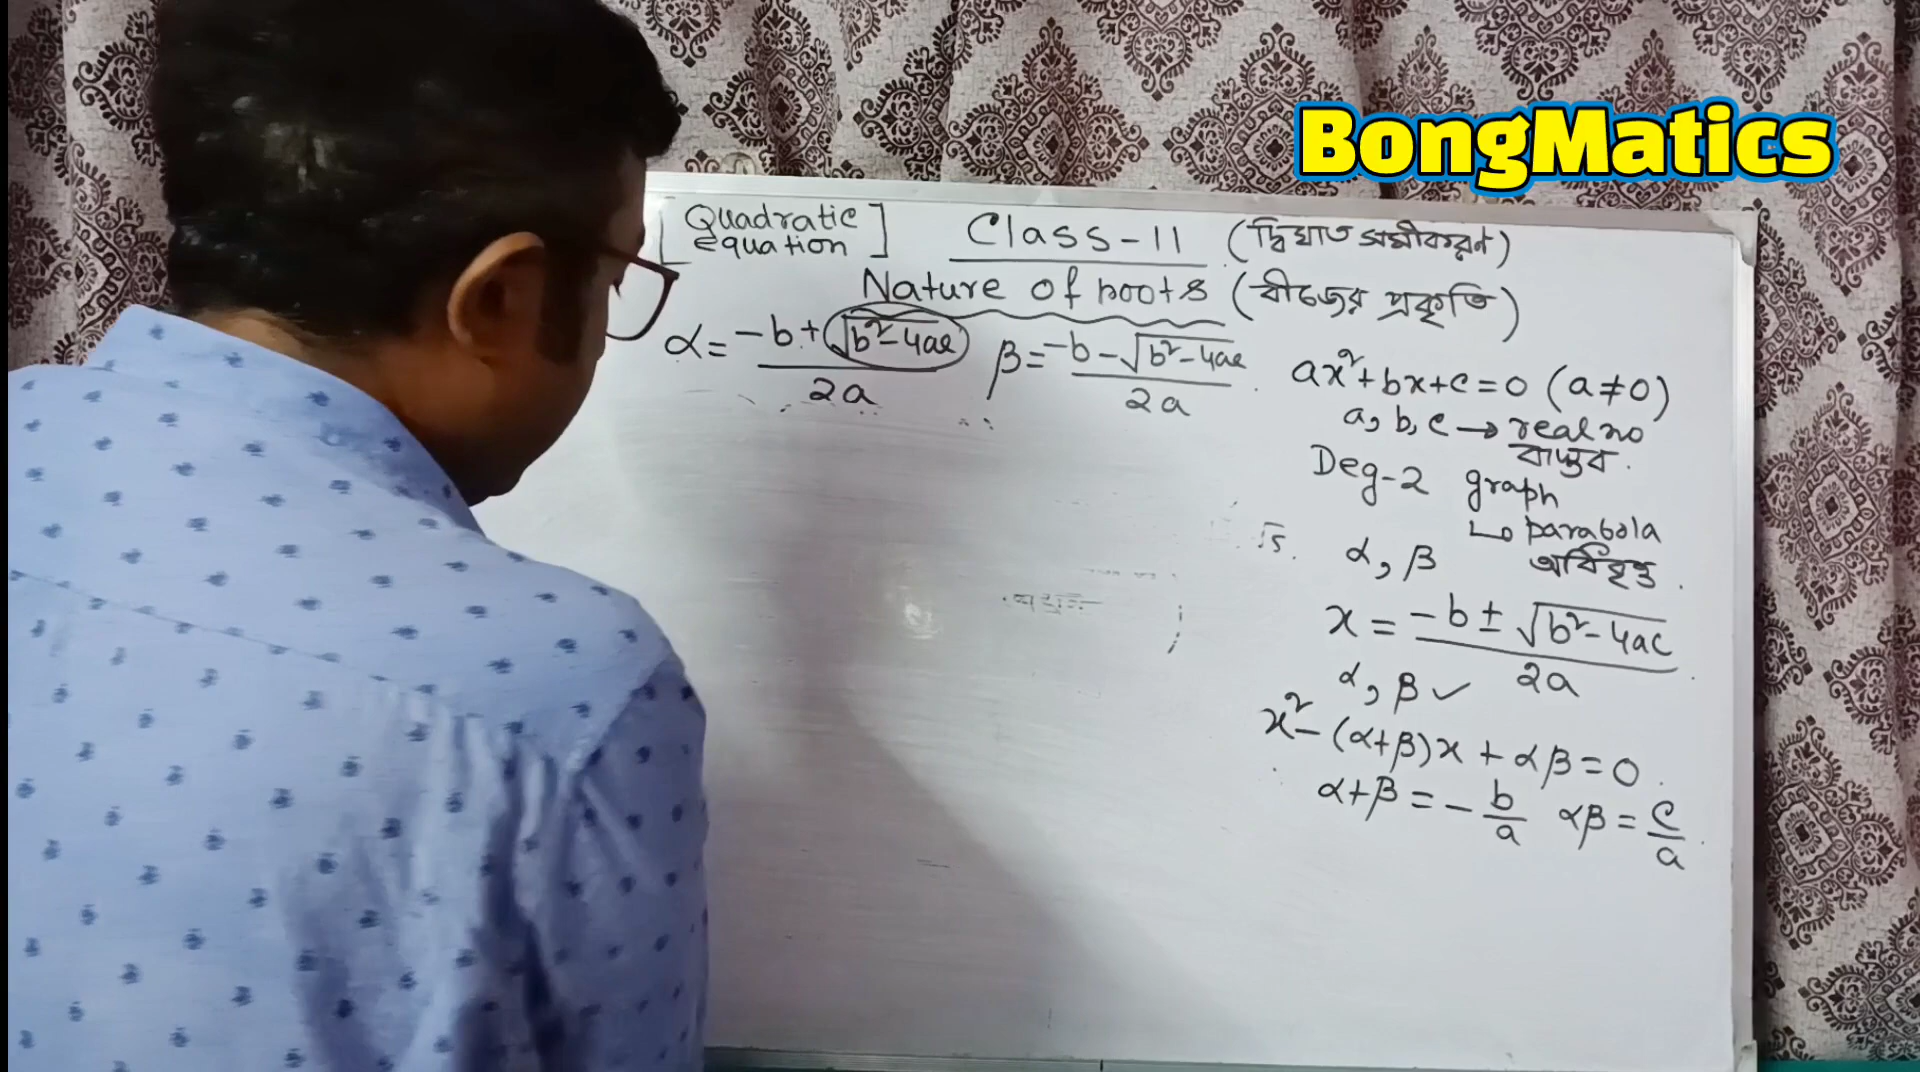 BongMatics
[Quadratic equation] Class-11 (দ্বিঘাত সমীকরণ)
Nature of roots (বীজের প্রকৃতি)
α = (-b + √(b²-4ac)) / 2a β = (-b - √(b²-4ac)) / 2a
ax²+bx+c=0 (a≠0)
a, b, c → real no
বাস্তব
Deg-2 graph
↳ parabola
α, β অধিবৃত্ত
√5
x = (-b ± √(b²-4ac)) / 2a
α, β ✓
x² - (α+β)x + αβ = 0
α+β = - b/a αβ = c/a